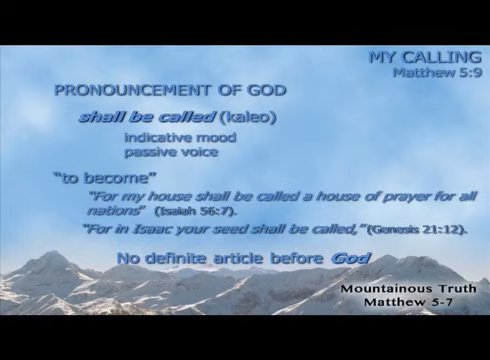 MY CALLING
Matthew 5:9
PRONOUNCEMENT OF GOD
shall be called (kaleo)
indicative mood
passive voice
“to become”
“For my house shall be called a house of prayer for all
nations” (Isaiah 56:7).
“For in Isaac your seed shall be called,” (Genesis 21:12).
No definite article before God
Mountainous Truth
Matthew 5-7